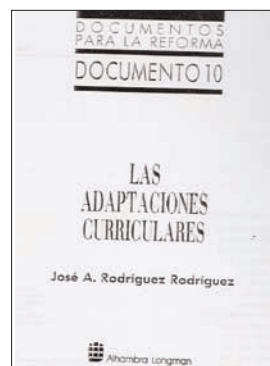 DOCUMENTOS
PARA LA REFORMA
DOCUMENTO 10
LAS
ADAPTACIONES
CURRICULARES
José A. Rodríguez Rodríguez
Alhambra Longman